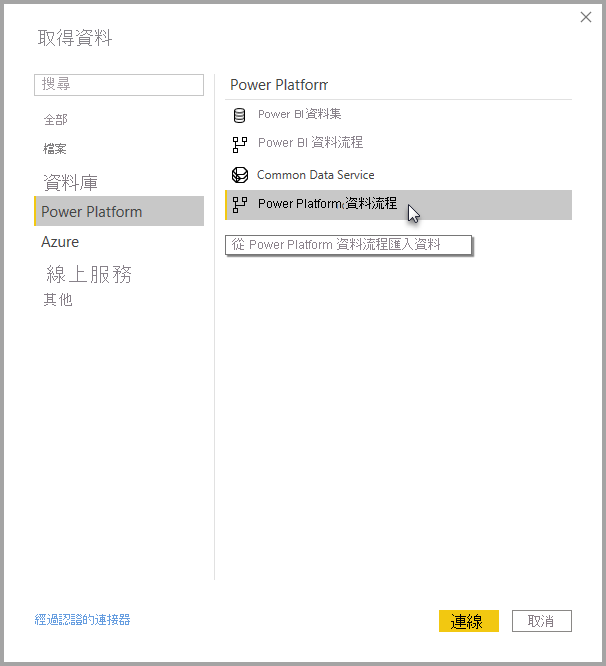 取得資料
搜尋
全部
檔案
資料庫
Power Platform
Azure
線上服務
其他
Power Platform
Power BI資料集
Power BI 資料流程
Common Data Service
Power Platform(資料流程
從 Power Platform 資料流程匯入資料
經過認證的連接器
連線
取消